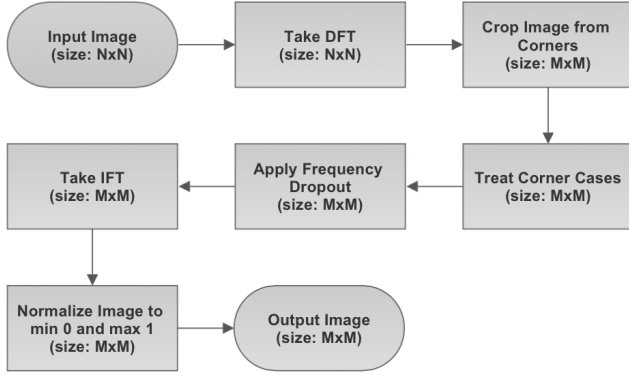 Input Image
(size: NxN)
Take DFT
(size: NxN)
Crop Image from
Corners
(size: MxM)
Treat Corner Cases
(size: MxM)
Apply Frequency
Dropout
(size: MxM)
Take IFT
(size: MxM)
Normalize Image to
min 0 and max 1
(size: MxM)
Output Image
(size: MxM)